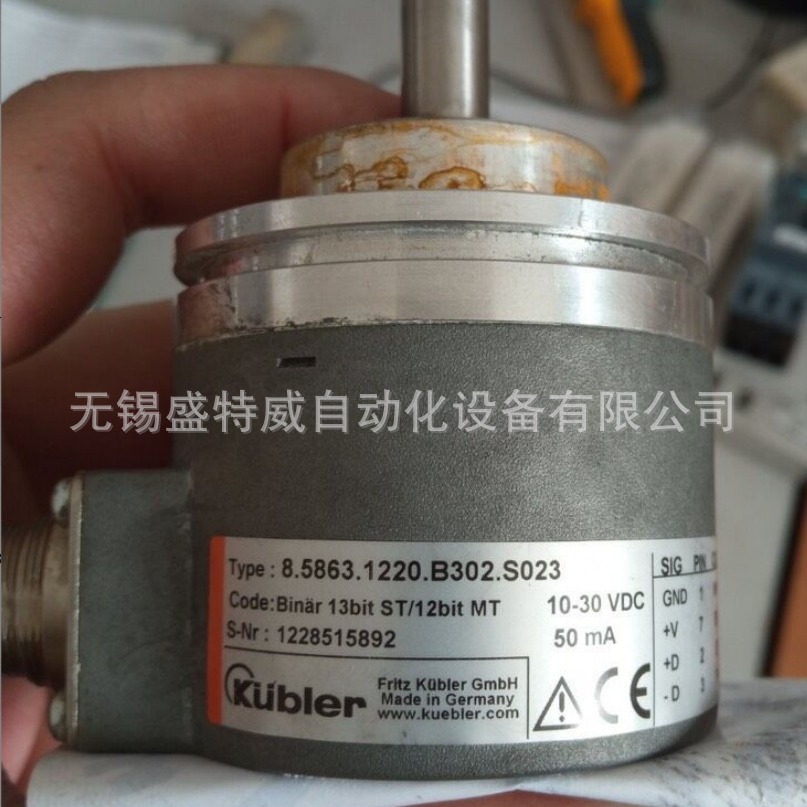 无锡盛特威自动化设备有限公司
Type : 8.5863.1220.B302.S023
Code:Binär 13bit ST/12bit MT 10-30 VDC
S-Nr : 1228515892 50 mA
Kübler
Fritz Kübler GmbH
Made in Germany
www.kuebler.com
CE
SIG PIN
GND 1
+V 7
+D 2
- D 3